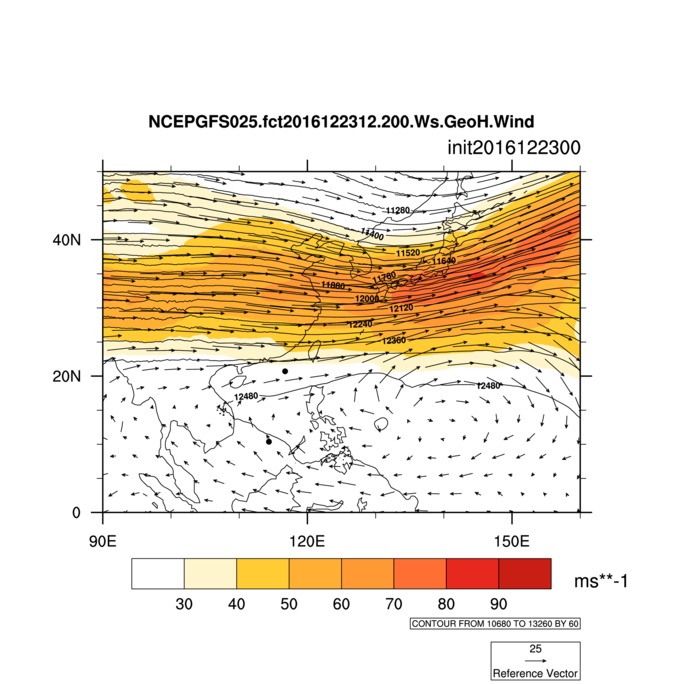 NCEPGFS025.fct2016122312.200.Ws.GeoH.Wind
init2016122300
11280
11400
40N
11520
11640
11760
11880
12000
12120
12240
12360
20N
12480
12480
0
90E 120E 150E
ms**-1
30 40 50 60 70 80 90
CONTOUR FROM 10680 TO 13260 BY 60
25
Reference Vector